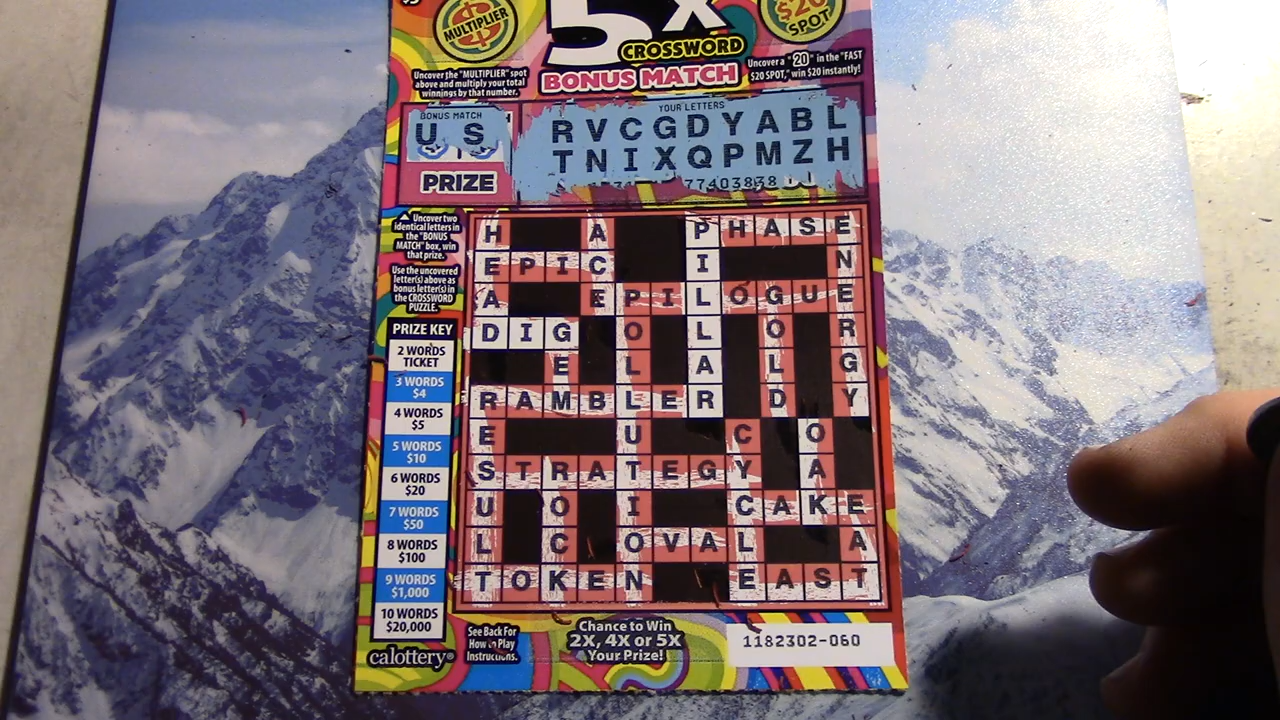 MULTIPLIER
$
5X
$20
SPOT
CROSSWORD
BONUS MATCH
Uncover the "MULTIPLIER" spot
above and multiply your total
winnings by that number.
Uncover a "20" in the "FAST
$20 SPOT," win $20 instantly!
BONUS MATCH
U S
PRIZE
YOUR LETTERS
R V C G D Y A B L
T N I X Q P M Z H
77403838
Uncover two
identical letters in
the "BONUS
MATCH" box, win
that prize.
Use the uncovered
letter(s) above as
bonus letter(s) in
the CROSSWORD
PUZZLE.
PRIZE KEY
2 WORDS
TICKET
3 WORDS
$4
4 WORDS
$5
5 WORDS
$10
6 WORDS
$20
7 WORDS
$50
8 WORDS
$100
9 WORDS
$1,000
10 WORDS
$20,000
H A P H A S E
E P I C C I N
A E P I L O G U E
D I G O L O R
E L A L G
R A M B L E R D Y
E U C O
S T R A T E G Y A
U O I C A K E
L C O V A L A
T O K E N E A S T
calottery®
See Back For
How to Play
Instructions.
Chance to Win
2X, 4X or 5X
Your Prize!
1182302-060